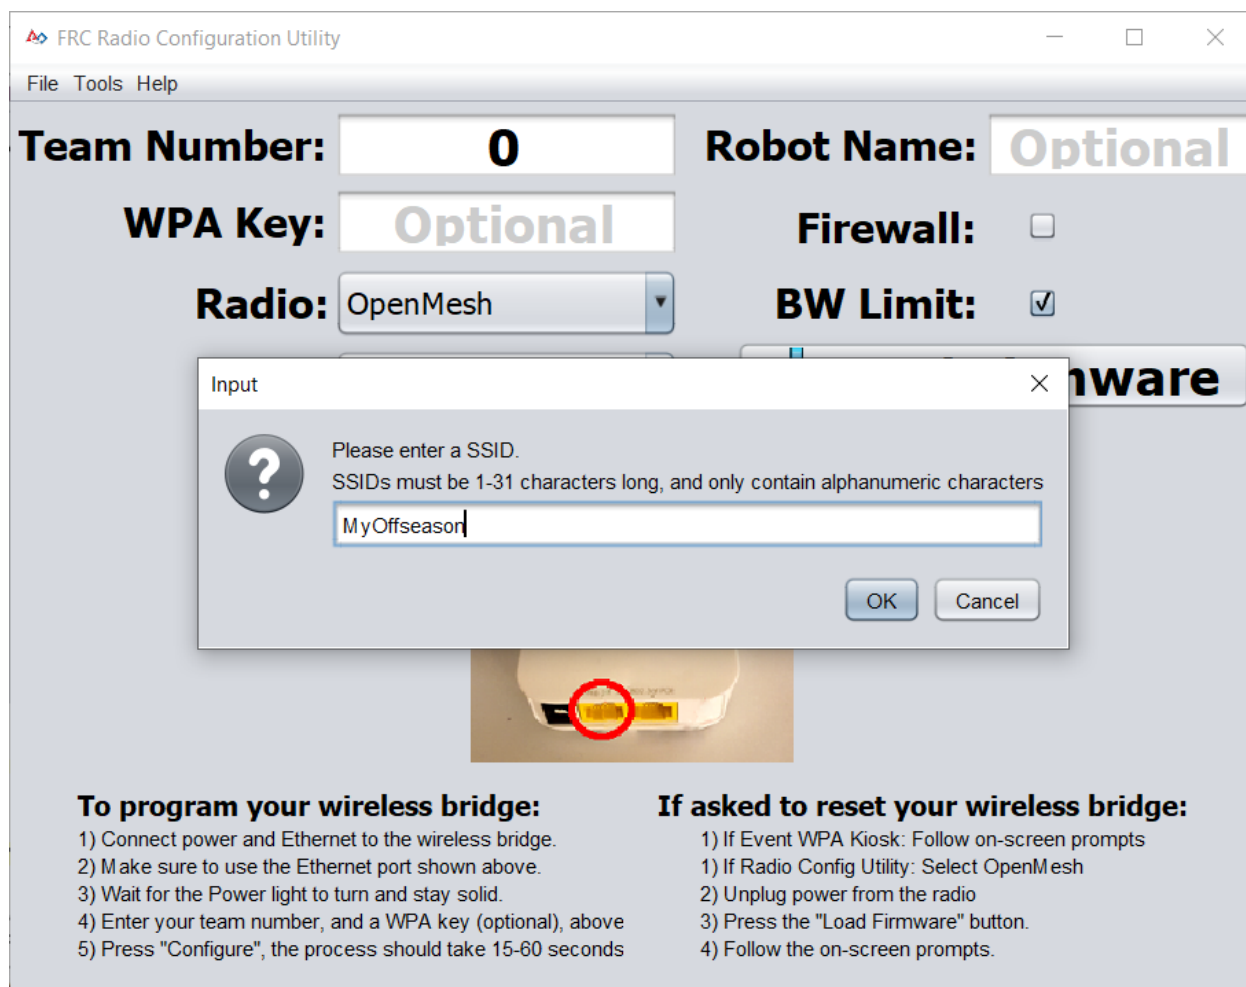 FRC Radio Configuration Utility
File Tools Help
Team Number: 0
Robot Name: Optional
WPA Key: Optional
Firewall:
Radio: OpenMesh
BW Limit:
Input
Please enter a SSID.
SSIDs must be 1-31 characters long, and only contain alphanumeric characters
MyOffseason
OK Cancel
To program your wireless bridge:
1) Connect power and Ethernet to the wireless bridge.
2) Make sure to use the Ethernet port shown above.
3) Wait for the Power light to turn and stay solid.
4) Enter your team number, and a WPA key (optional), above
5) Press "Configure", the process should take 15-60 seconds
If asked to reset your wireless bridge:
1) If Event WPA Kiosk: Follow on-screen prompts
1) If Radio Config Utility: Select OpenMesh
2) Unplug power from the radio
3) Press the "Load Firmware" button.
4) Follow the on-screen prompts.